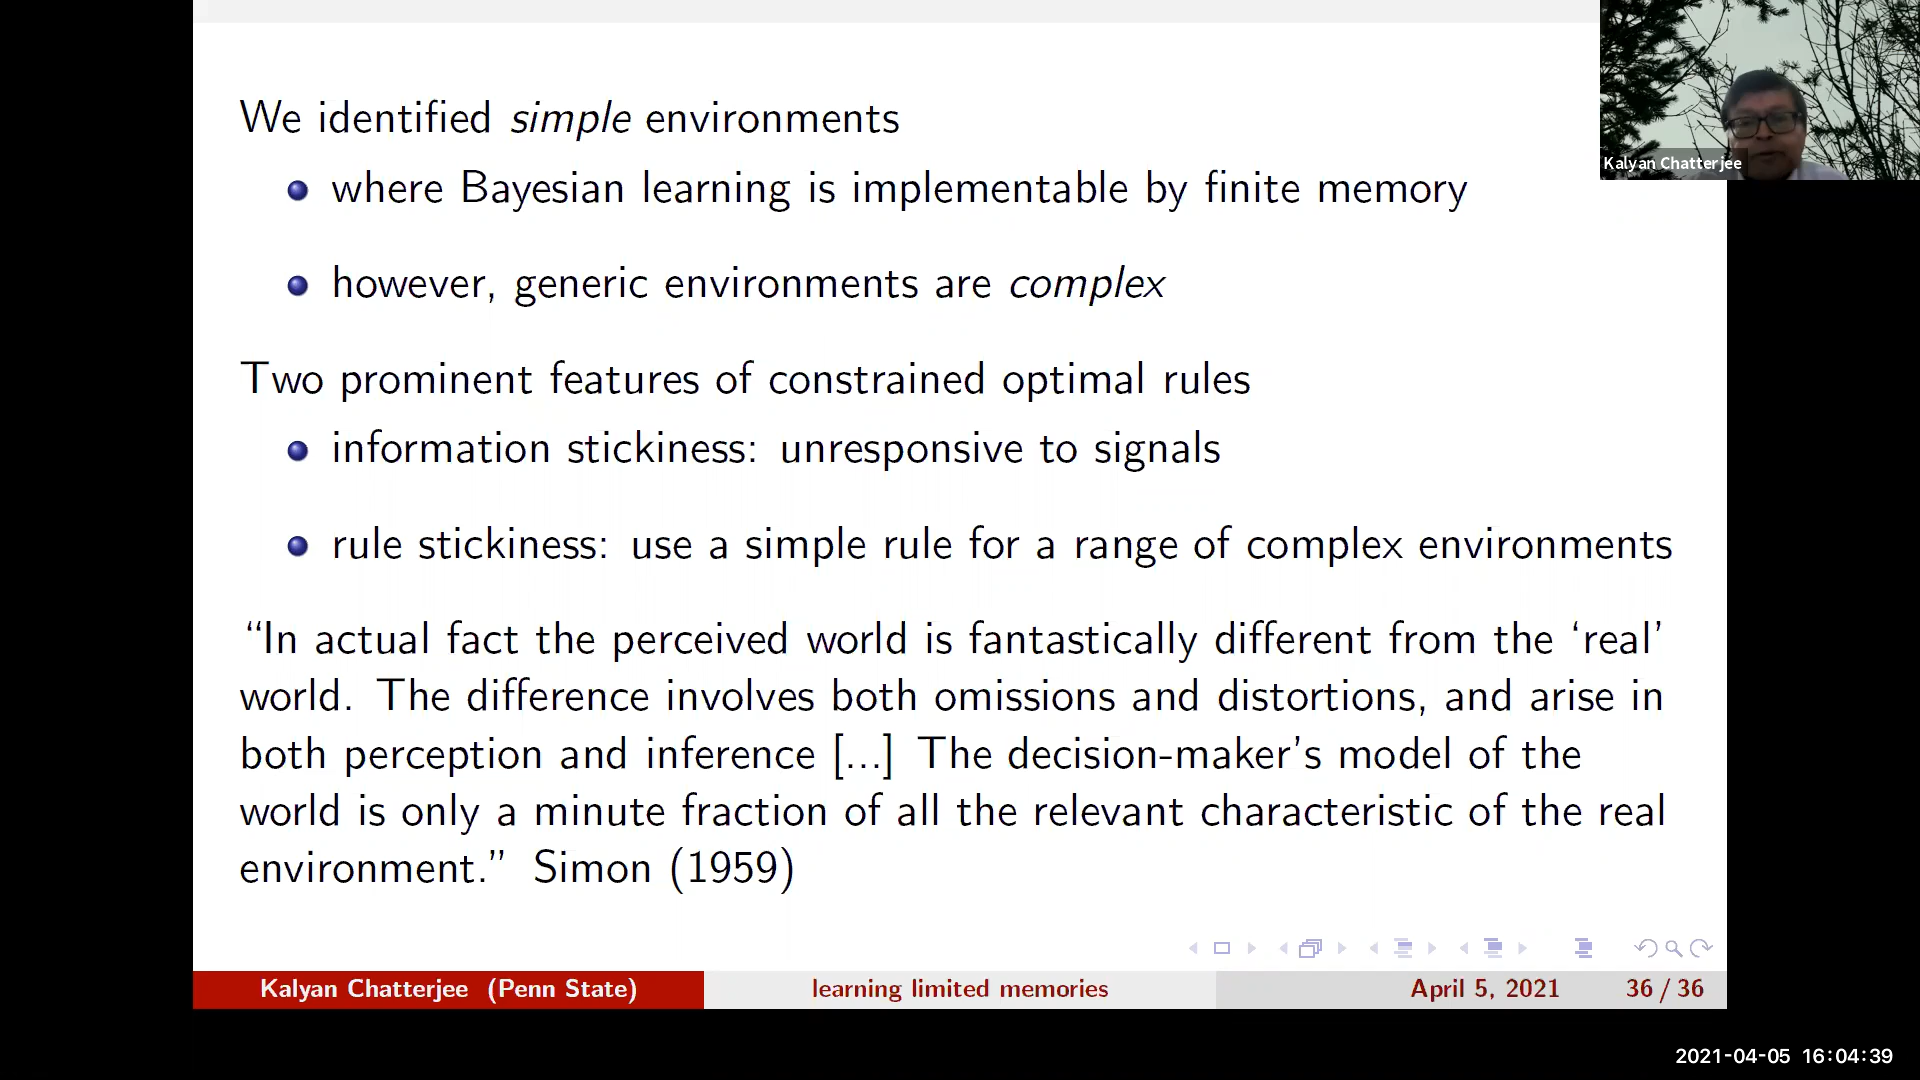 We identified simple environments
where Bayesian learning is implementable by finite memory
however, generic environments are complex
Two prominent features of constrained optimal rules
information stickiness: unresponsive to signals
rule stickiness: use a simple rule for a range of complex environments
“In actual fact the perceived world is fantastically different from the ‘real’
world. The difference involves both omissions and distortions, and arise in
both perception and inference [...] The decision-maker’s model of the
world is only a minute fraction of all the relevant characteristic of the real
environment.” Simon (1959)
Kalyan Chatterjee
Kalyan Chatterjee (Penn State) learning limited memories April 5, 2021 36 / 36
2021-04-05 16:04:39